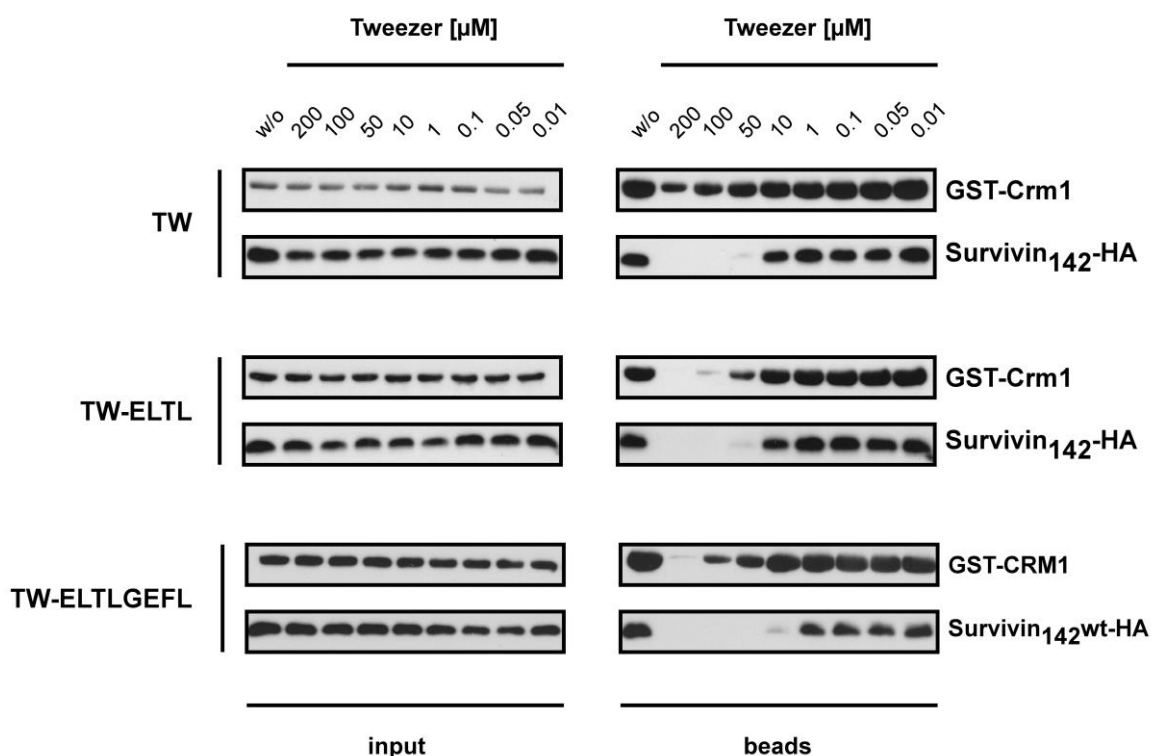 Tweezer [µM] Tweezer [µM]
w/o 200 100 50 10 1 0.1 0.05 0.01 w/o 200 100 50 10 1 0.1 0.05 0.01
TW GST-Crm1
Survivin142-HA
TW-ELTL GST-Crm1
Survivin142-HA
TW-ELTLGEFL GST-CRM1
Survivin142wt-HA
input beads